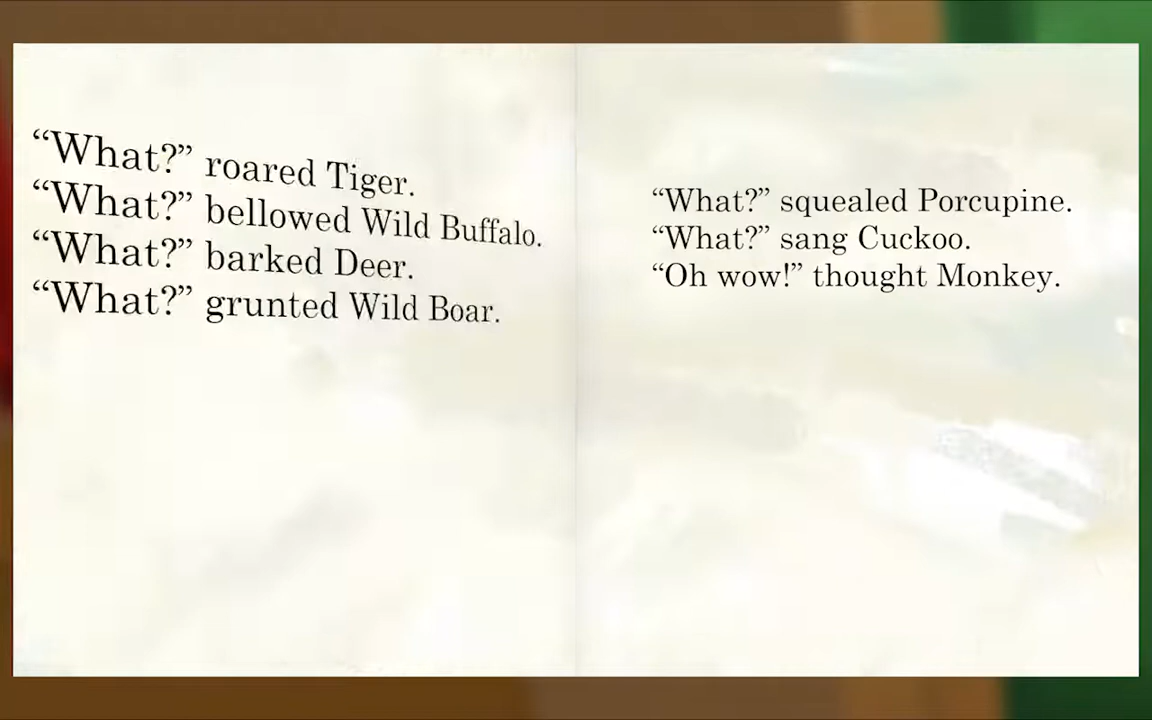 “What?” roared Tiger.
“What?” bellowed Wild Buffalo.
“What?” barked Deer.
“What?” grunted Wild Boar.
“What?” squealed Porcupine.
“What?” sang Cuckoo.
“Oh wow!” thought Monkey.